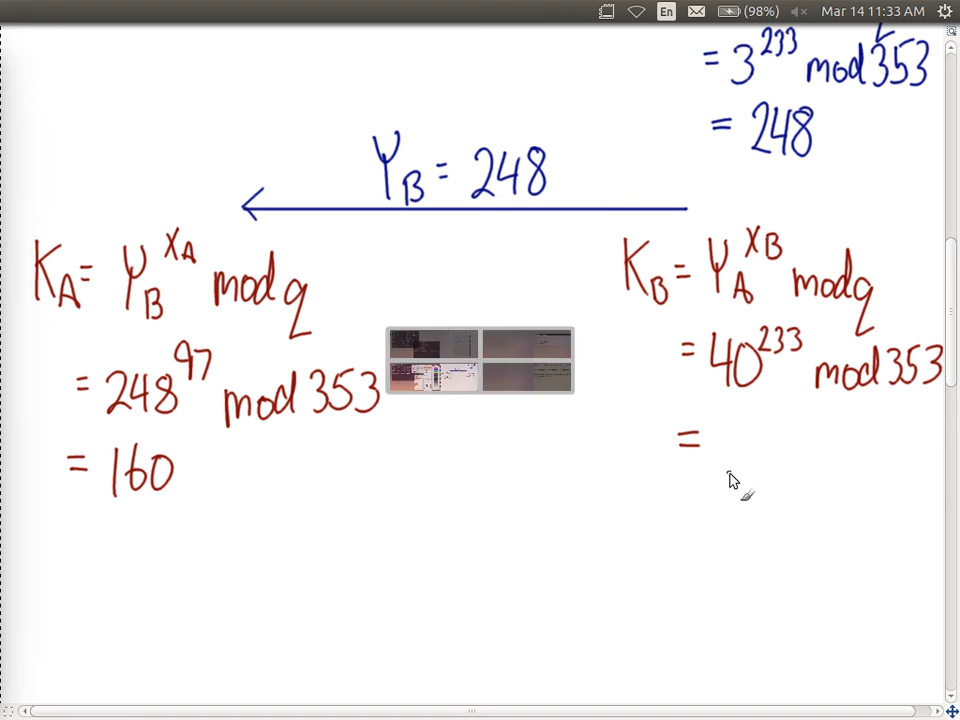 En (98%) Mar 14 11:33 AM
= 3^233 mod 353
= 248
Y_B = 248
K_A = Y_B^X_A mod q
= 248^97 mod 353
= 160
K_B = Y_A^X_B mod q
= 40^233 mod 353
=